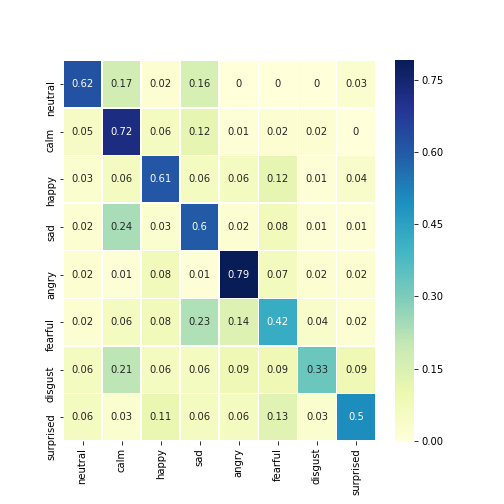 neutral 0.62 0.17 0.02 0.16 0 0 0 0.03
calm 0.05 0.72 0.06 0.12 0.01 0.02 0.02 0
happy 0.03 0.06 0.61 0.06 0.06 0.12 0.01 0.04
sad 0.02 0.24 0.03 0.6 0.02 0.08 0.01 0.01
angry 0.02 0.01 0.08 0.01 0.79 0.07 0.02 0.02
fearful 0.02 0.06 0.08 0.23 0.14 0.42 0.04 0.02
disgust 0.06 0.21 0.06 0.06 0.09 0.09 0.33 0.09
surprised 0.06 0.03 0.11 0.06 0.06 0.13 0.03 0.5
neutral calm happy sad angry fearful disgust surprised
0.75
0.60
0.45
0.30
0.15
0.00